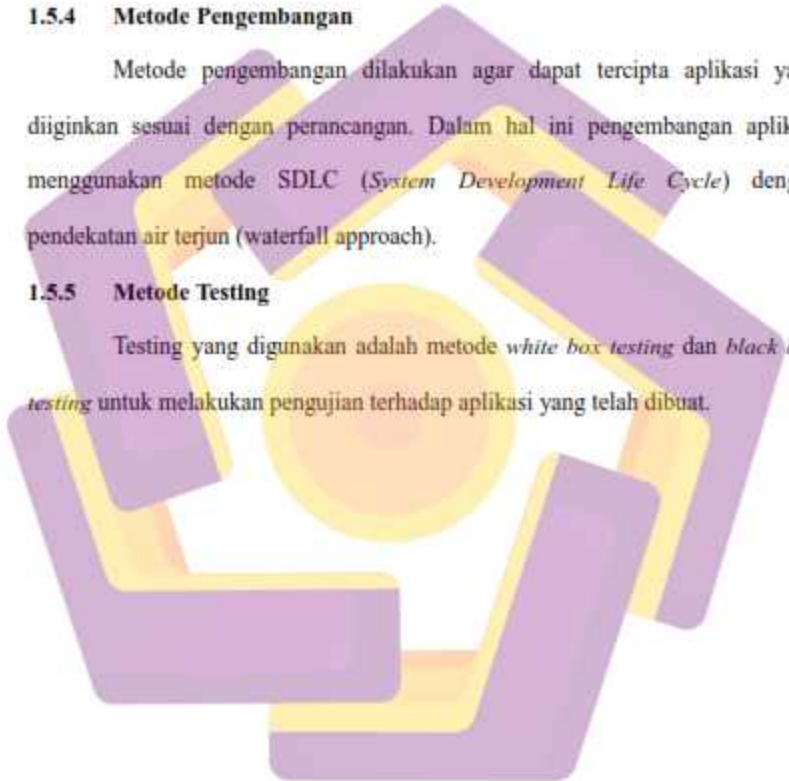 1.5.4 Metode Pengembangan
Metode pengembangan dilakukan agar dapat tercipta aplikasi
diiginkan sesuai dengan perancangan. Dalam hal ini pengembangan
menggunakan metode SDLC (System Development Life Cycle)
pendekatan air terjun (waterfall approach).
1.5.5 Metode Testing
Testing yang digunakan adalah metode white box testing dan black
testing untuk melakukan pengujian terhadap aplikasi yang telah dibuat.